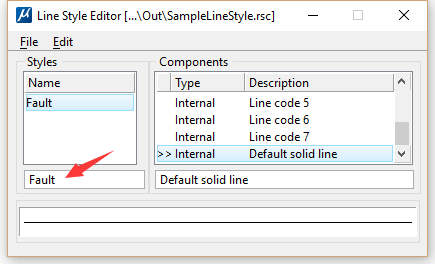 Line Style Editor [...\Out\SampleLineStyle.rsc]
File Edit
Styles
Name
Fault
Fault
Components
Type Description
Internal Line code 5
Internal Line code 6
Internal Line code 7
>> Internal Default solid line
Default solid line